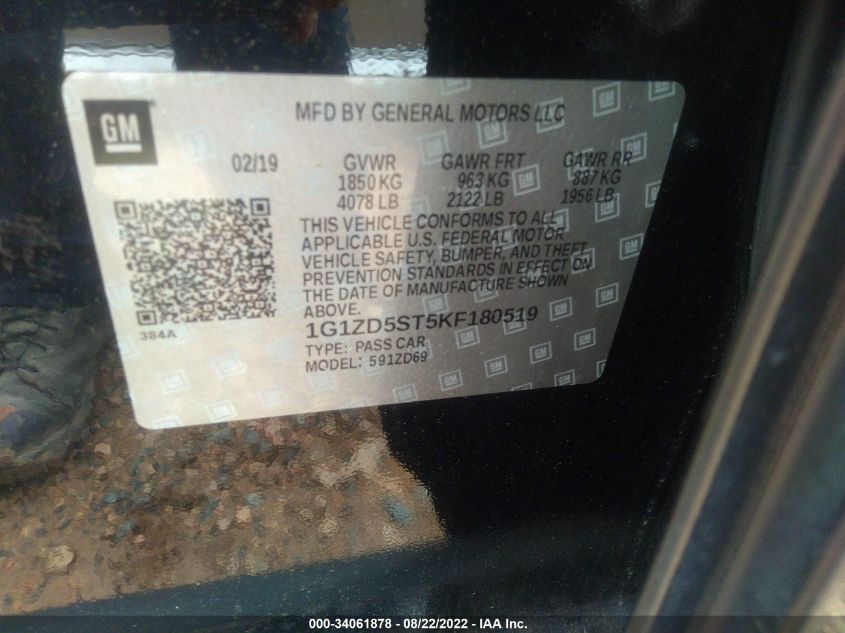 GM
MFD BY GENERAL MOTORS LLC
02/19 GVWR GAWR FRT GAWR RR
1850 KG 963 KG 887 KG
4078 LB 2122 LB 1956 LB
THIS VEHICLE CONFORMS TO ALL
APPLICABLE U.S. FEDERAL MOTOR
VEHICLE SAFETY, BUMPER, AND THEFT
PREVENTION STANDARDS IN EFFECT ON
THE DATE OF MANUFACTURE SHOWN
ABOVE.
384A
1G1ZD5ST5KF180519
TYPE: PASS CAR
MODEL: 591ZD69
000-34061878 - 08/22/2022 - IAA Inc.